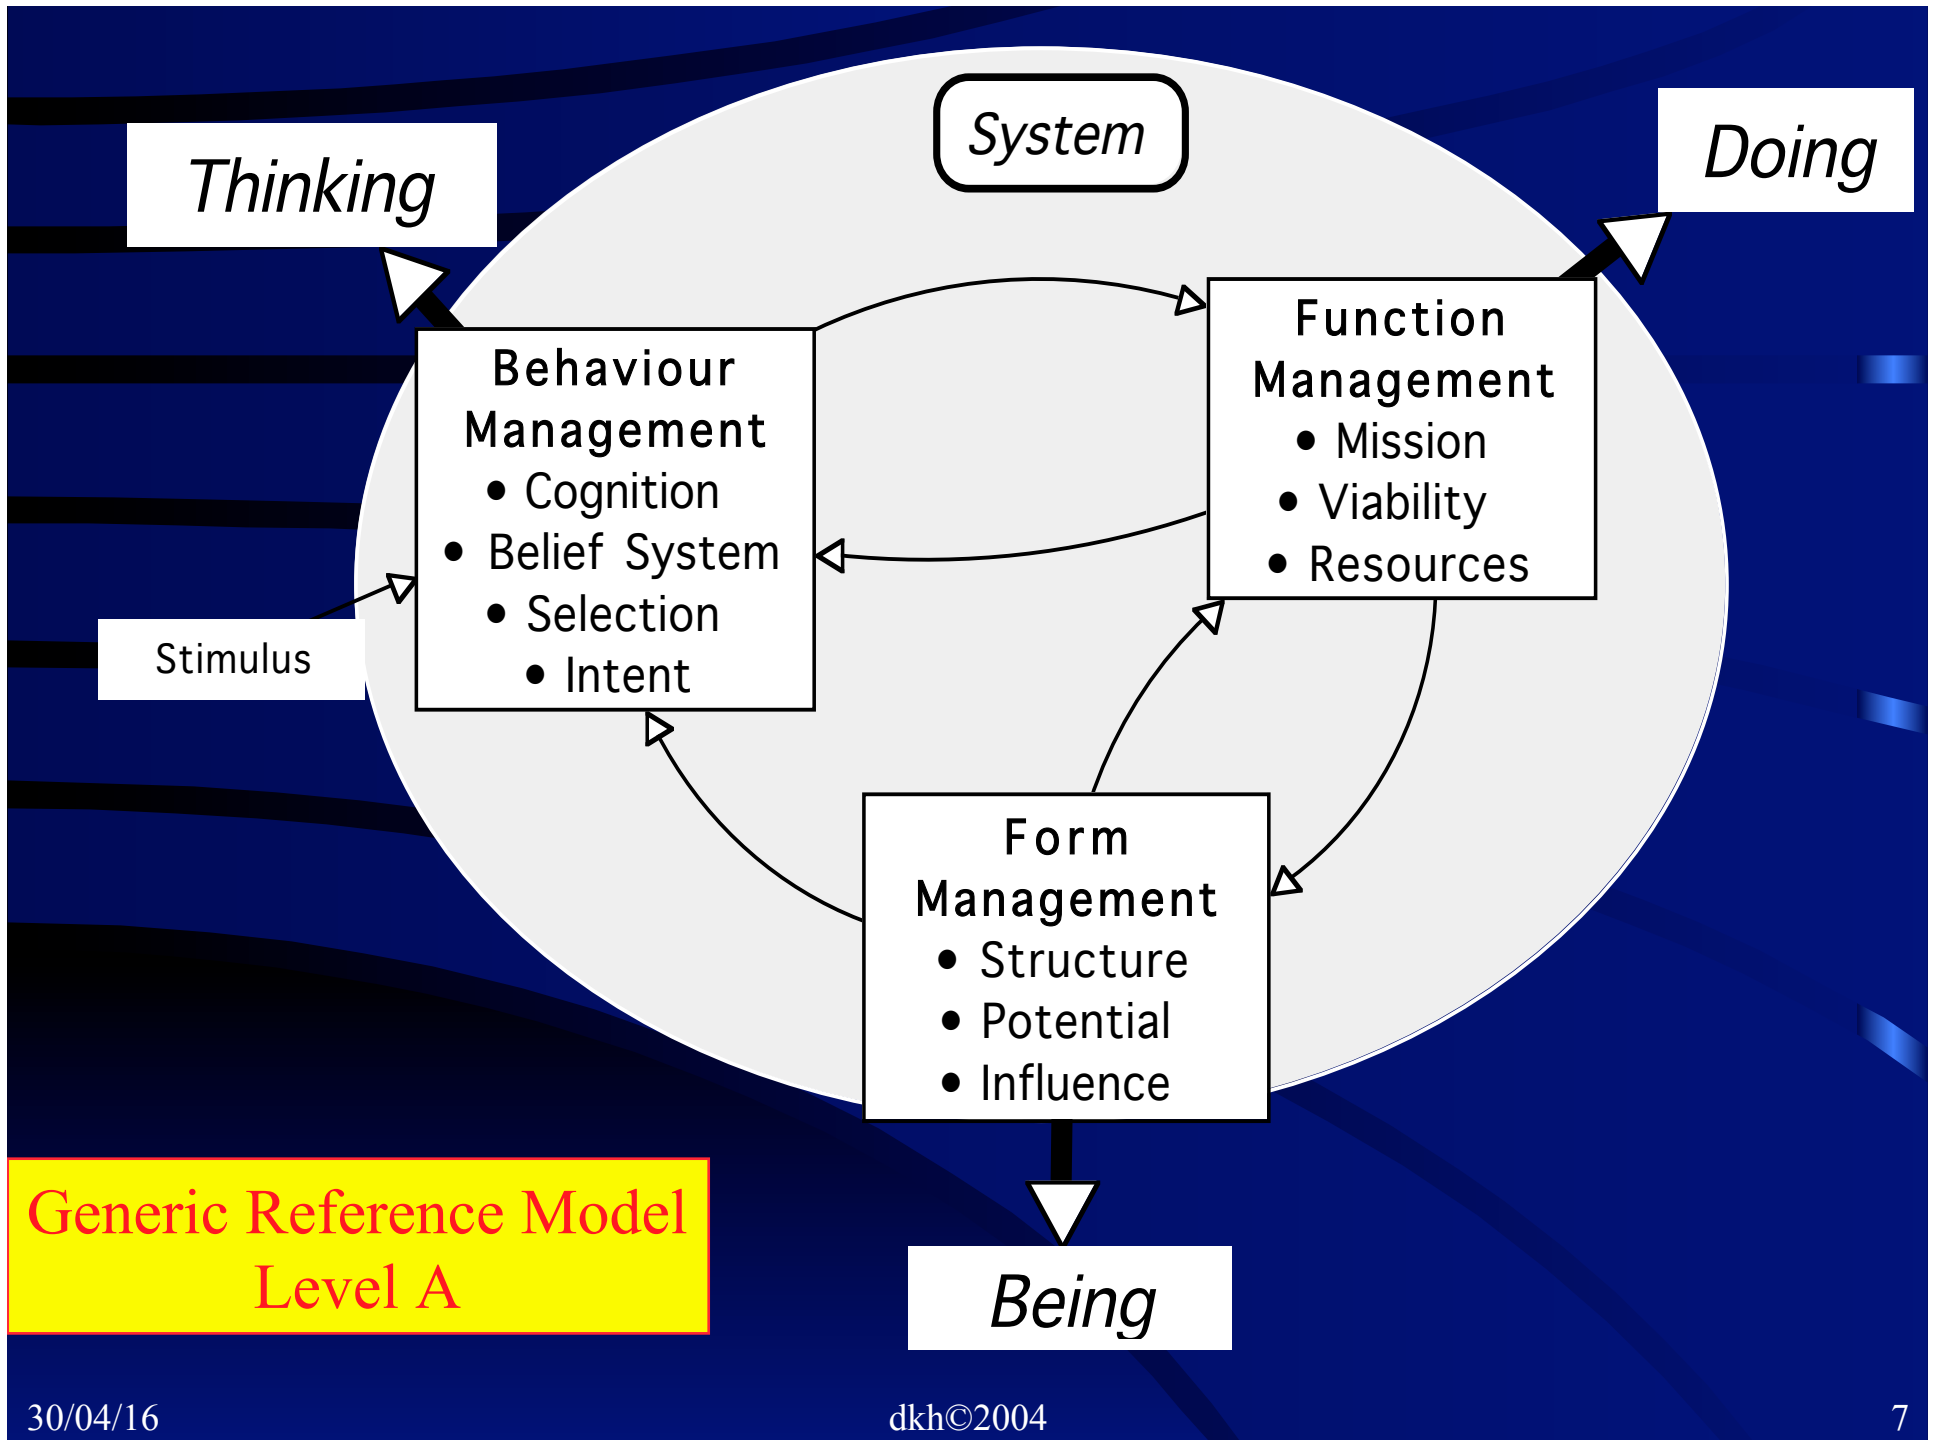 System
Thinking
Doing
Behaviour
Management
• Cognition
• Belief System
• Selection
• Intent
Function
Management
• Mission
• Viability
• Resources
Stimulus
Form
Management
• Structure
• Potential
• Influence
Being
Generic Reference Model
Level A
30/04/16
dkh©2004
7